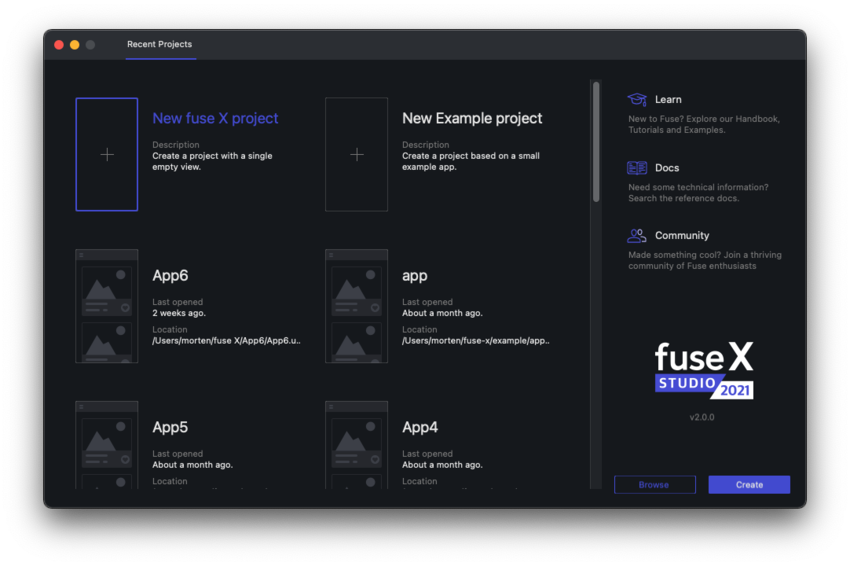 Recent Projects
New fuse X project
Description
Create a project with a single
empty view.
New Example project
Description
Create a project based on a small
example app.
App6
Last opened
2 weeks ago.
Location
/Users/morten/fuse X/App6/App6.u..
app
Last opened
About a month ago.
Location
/Users/morten/fuse-x/example/app..
App5
Last opened
About a month ago.
Location
App4
Last opened
About a month ago.
Location
Learn
New to Fuse? Explore our Handbook,
Tutorials and Examples.
Docs
Need some technical information?
Search the reference docs.
Community
Made something cool? Join a thriving
community of Fuse enthusiasts
fuse X
STUDIO 2021
v2.0.0
Browse
Create